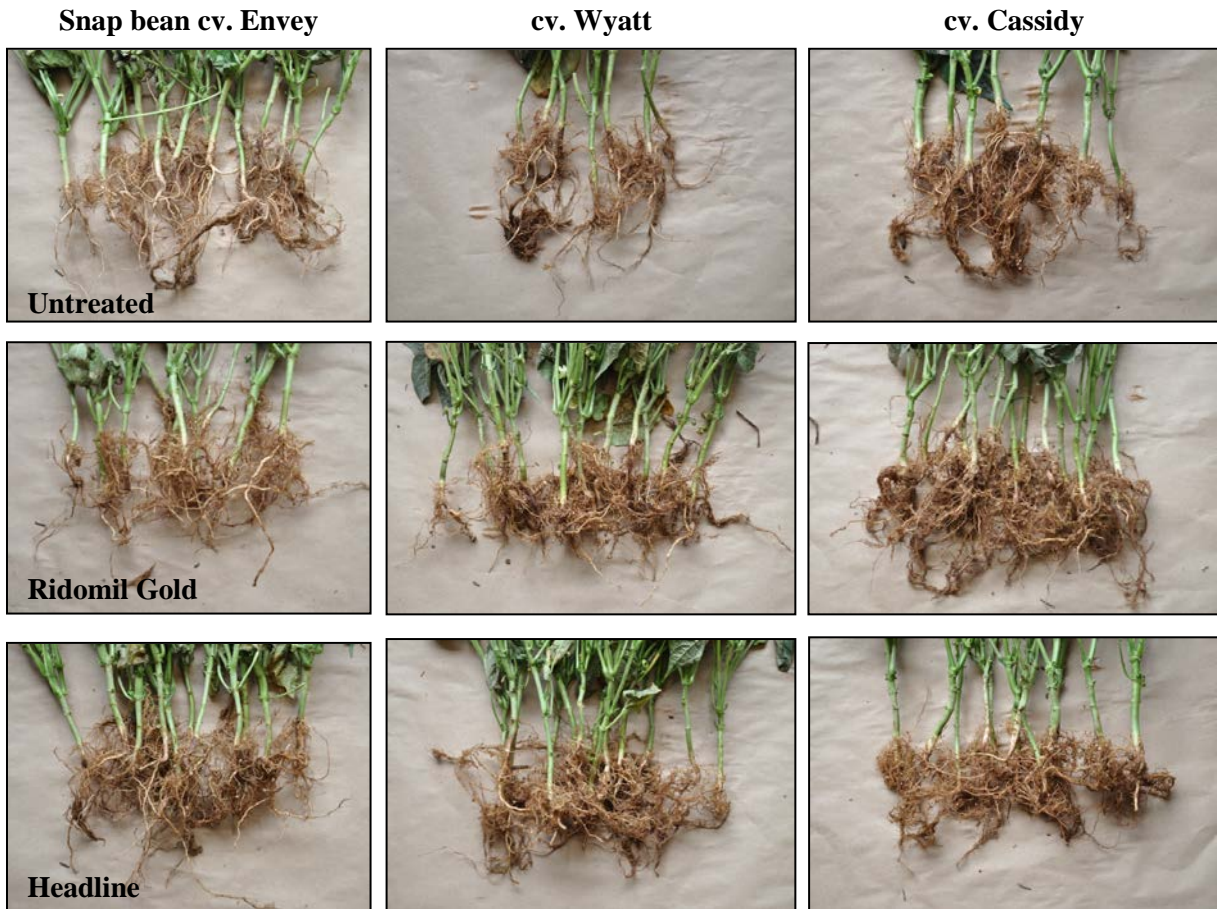 Snap bean cv. Envey
cv. Wyatt
cv. Cassidy
Untreated
Ridomil Gold
Headline